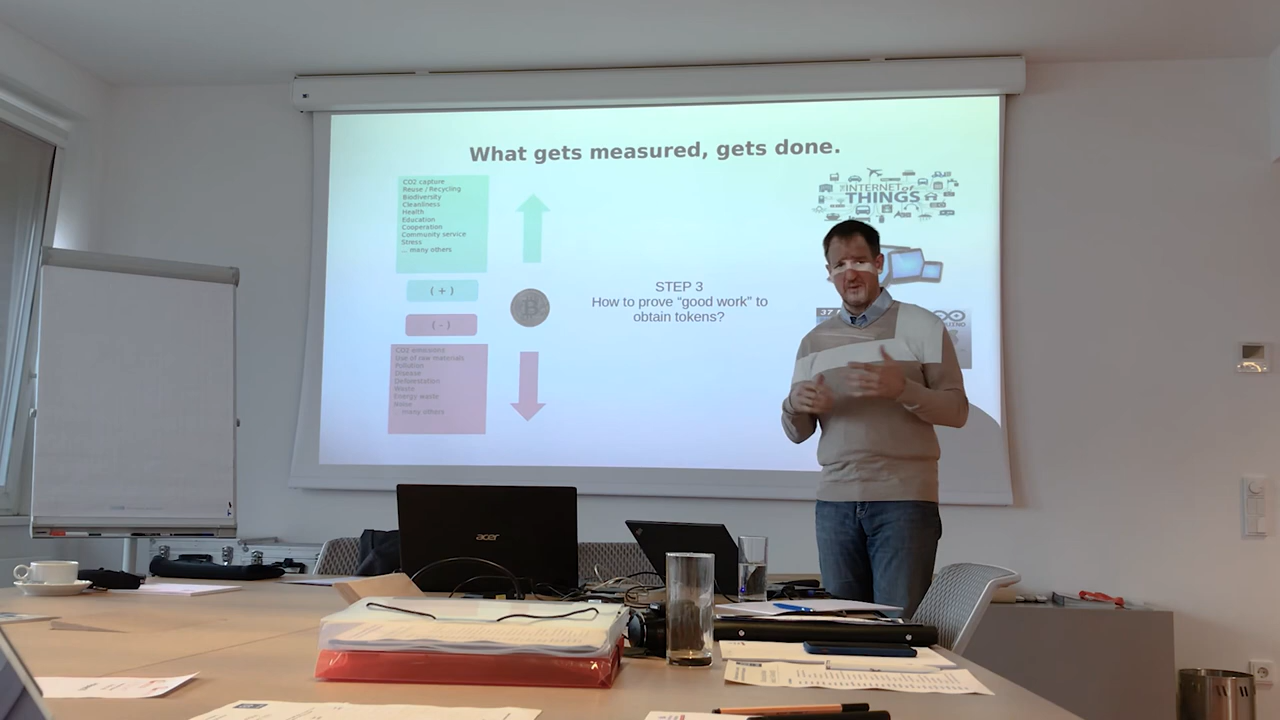 What gets measured, gets done.
CO2 capture
Reuse / Recycling
Biodiversity
Cleanliness
Health
Education
Cooperation
Community service
Stress
... many others
( + )
( - )
CO2 emissions
Use of raw materials
Pollution
Disease
Deforestation
Waste
Energy waste
Noise
... many others
B
STEP 3
How to prove “good work” to
obtain tokens?
INTERNET of
THINGS
37
acer